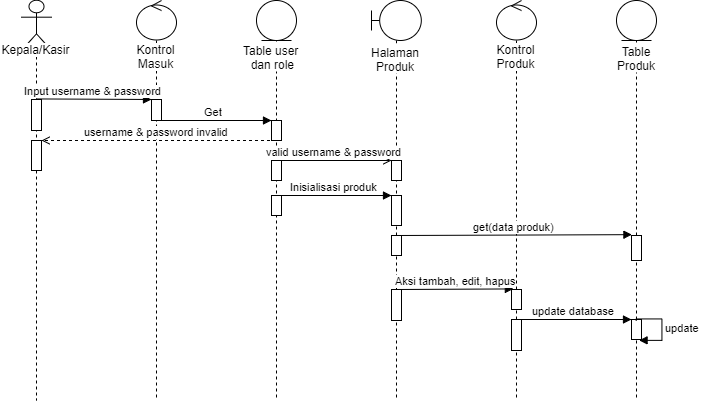 Kepala/Kasir
Kontrol
Masuk
Table user
dan role
Halaman
Produk
Kontrol
Produk
Table
Produk
Input username & password
Get
username & password invalid
valid username & password
Inisialisasi produk
get(data produk)
Aksi tambah, edit, hapus
update database
update